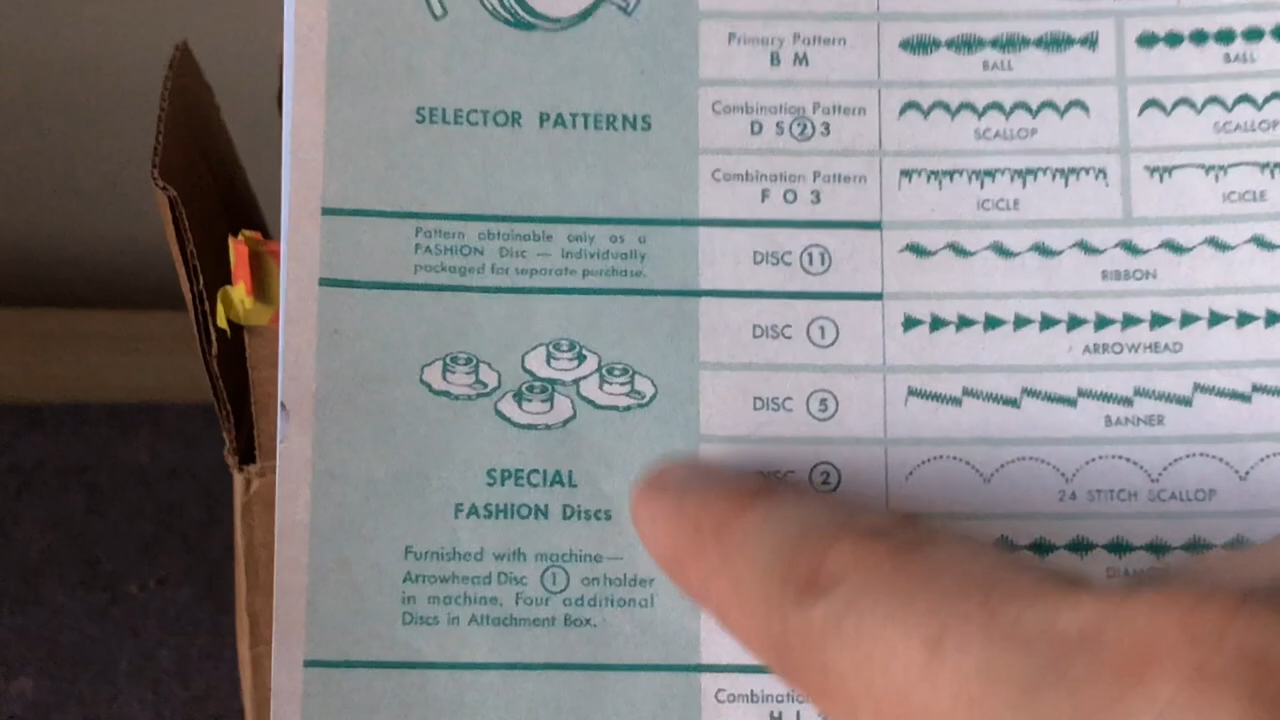 Primary Pattern
B M
BALL
BALL
SELECTOR PATTERNS
Combination Pattern
D S 2 3
SCALLOP
SCALLOP
Combination Pattern
F O 3
ICICLE
ICICLE
Pattern obtainable only as a
FASHION Disc — Individually
packaged for separate purchase.
DISC 11
RIBBON
DISC 1
ARROWHEAD
DISC 5
BANNER
SPECIAL
FASHION Discs
DISC 2
24 STITCH SCALLOP
Furnished with machine—
Arrowhead Disc 1 on holder
in machine. Four additional
Discs in Attachment Box.